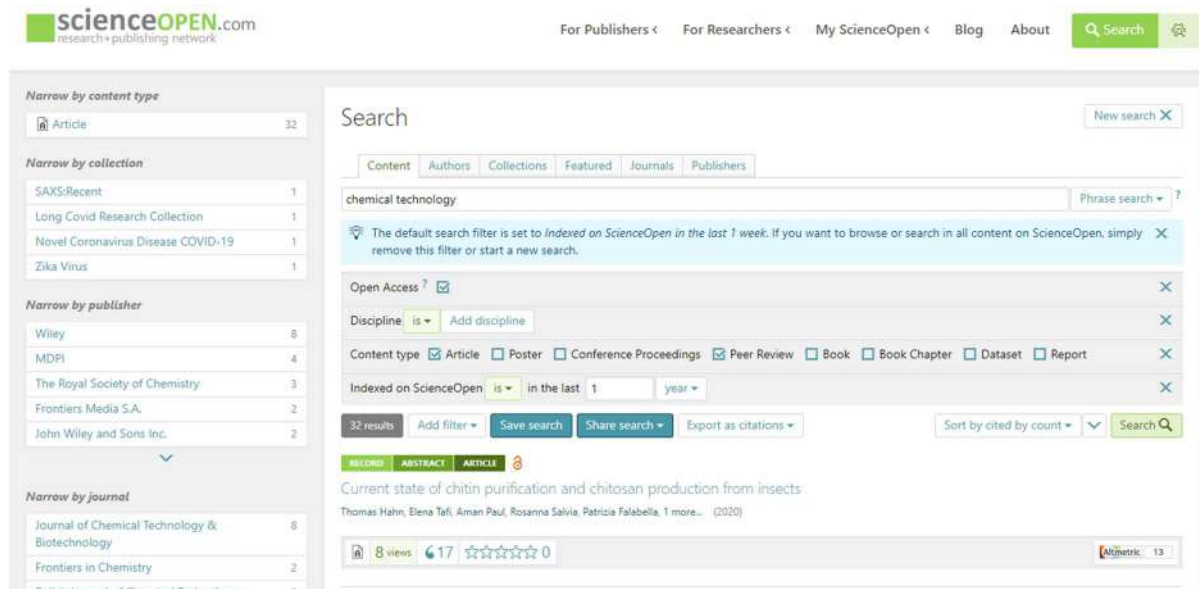 scienceOPEN.com
research+publishing network
For Publishers <
For Researchers <
My ScienceOpen <
Blog
About
Search
Narrow by content type
Article 32
Narrow by collection
SAXS:Recent 1
Long Covid Research Collection 1
Novel Coronavirus Disease COVID-19 1
Zika Virus 1
Narrow by publisher
Wiley 8
MDPI 4
The Royal Society of Chemistry 3
Frontiers Media S.A. 2
John Wiley and Sons Inc. 2
Narrow by journal
Journal of Chemical Technology & 8
Biotechnology
Frontiers in Chemistry 2
Search
New search X
Content Authors Collections Featured Journals Publishers
chemical technology
Phrase search ?
The default search filter is set to Indexed on ScienceOpen in the last 1 week. If you want to browse or search in all content on ScienceOpen, simply X
remove this filter or start a new search.
Open Access ? X
Discipline is Add discipline X
Content type Article Poster Conference Proceedings Peer Review Book Book Chapter Dataset Report X
Indexed on ScienceOpen is in the last 1 year X
32 results Add filter Save search Share search Export as citations Sort by cited by count Search
RECORD ABSTRACT ARTICLE
Current state of chitin purification and chitosan production from insects
Thomas Hahn, Elena Tafi, Aman Paul, Rosanna Salvia, Patrizia Falabella, 1 more... (2020)
8 views 17 0 Altmetric 13